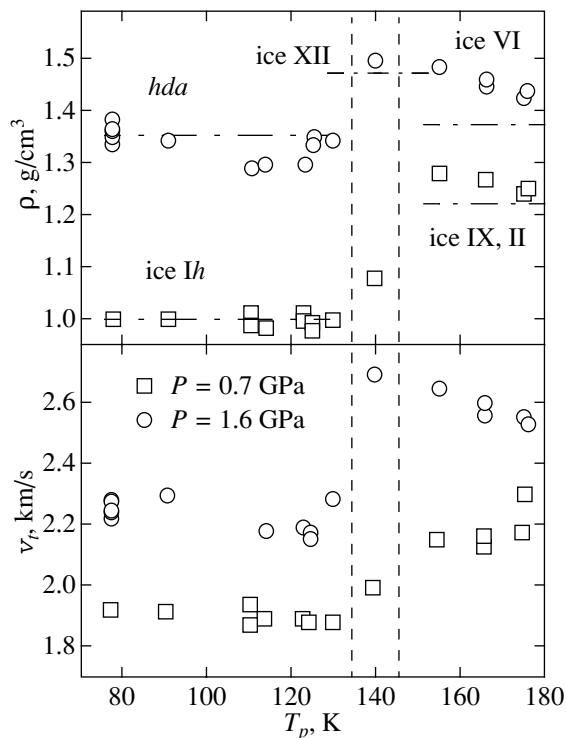 1.5
1.4
1.3
1.2
1.1
1.0
ρ, g/cm³
ice XII
ice VI
hda
ice Ih
ice IX, II
2.6
2.4
2.2
2.0
1.8
vₜ, km/s
P = 0.7 GPa
P = 1.6 GPa
80 100 120 140 160 180
Tₚ, K